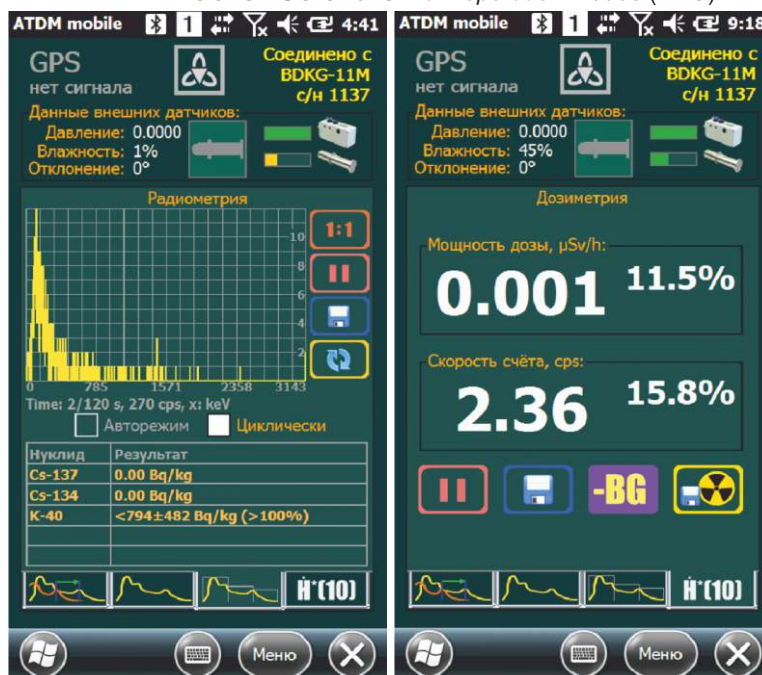 ATDM mobile 1 4:41
GPS
нет сигнала
Соединено с
BDKG-11M
с/н 1137
Данные внешних датчиков:
Давление: 0.0000
Влажность: 1%
Отклонение: 0°
Радиометрия
10
8
6
4
2
0 785 1571 2358 3143
1:1
Time: 2/120 s, 270 cps, x: keV
Авторежим Циклически
Нуклид Результат
Cs-137 0.00 Bq/kg
Cs-134 0.00 Bq/kg
K-40 <794±482 Bq/kg (>100%)
Ḣ*(10)
Меню
ATDM mobile 1 9:18
GPS
нет сигнала
Соединено с
BDKG-11M
с/н 1137
Данные внешних датчиков:
Давление: 0.0000
Влажность: 45%
Отклонение: 0°
Дозиметрия
Мощность дозы, µSv/h:
0.001 11.5%
Скорость счёта, cps:
2.36 15.8%
-BG
Ḣ*(10)
Меню